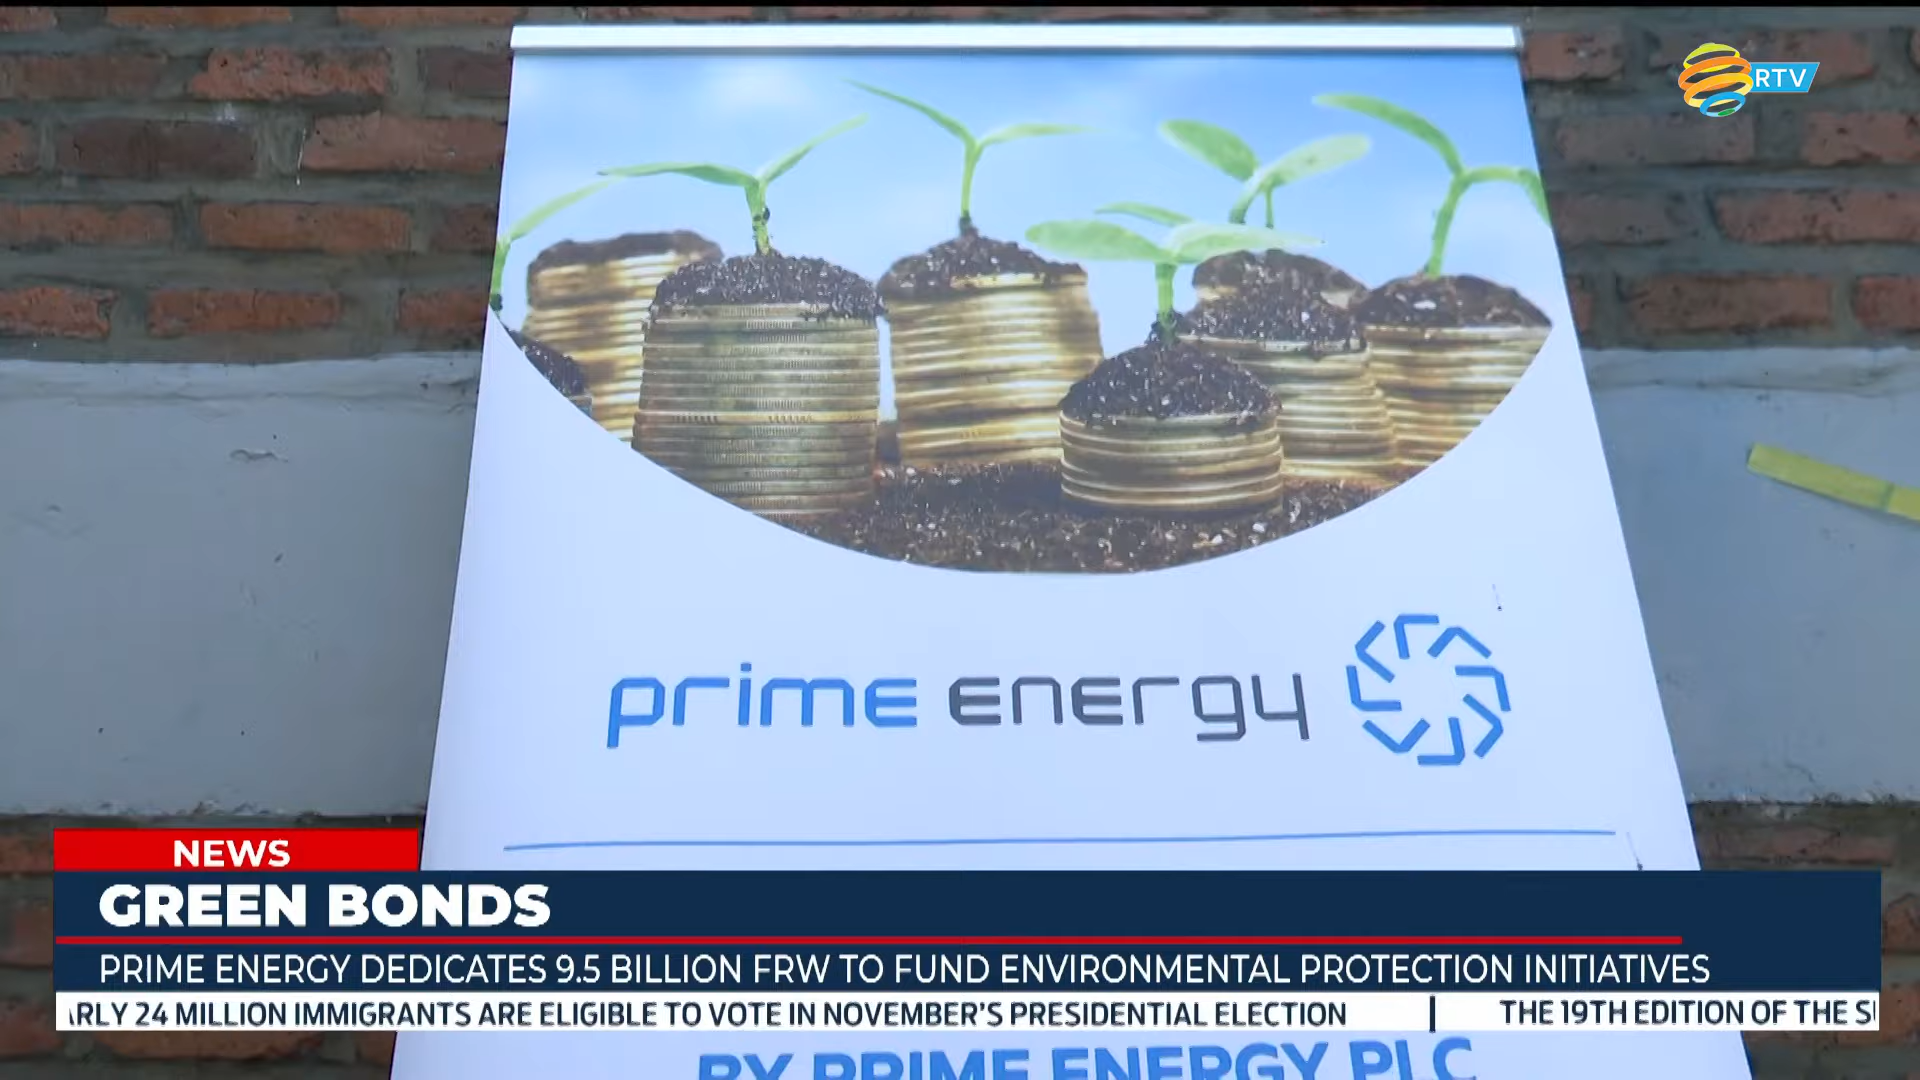 RTV
prime energy
NEWS
GREEN BONDS
PRIME ENERGY DEDICATES 9.5 BILLION FRW TO FUND ENVIRONMENTAL PROTECTION INITIATIVES
24 MILLION IMMIGRANTS ARE ELIGIBLE TO VOTE IN NOVEMBER'S PRESIDENTIAL ELECTION | THE 19TH EDITION OF THE
BY PRIME ENERGY PLC